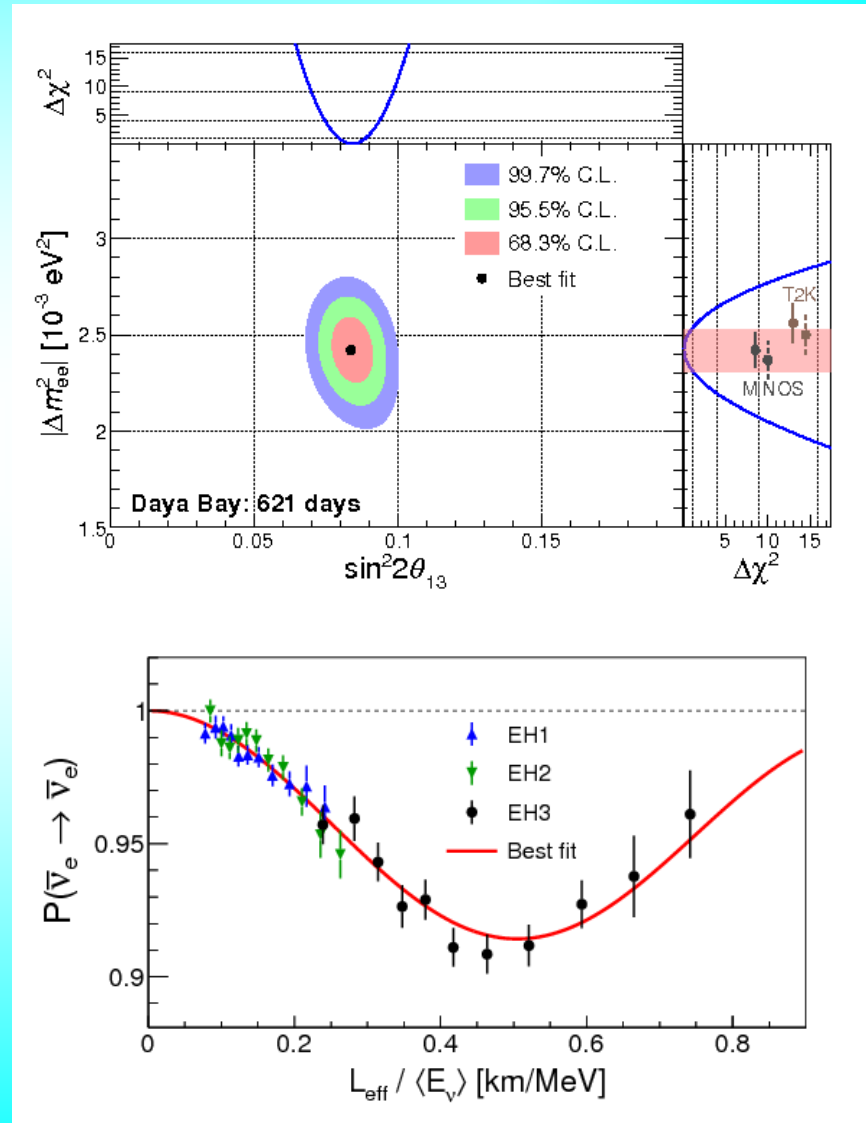 Δχ²
15
10
5
99.7% C.L.
95.5% C.L.
68.3% C.L.
Best fit
|Δm²ₑₑ| [10⁻³ eV²]
3
2.5
2
1.5
T2K
MINOS
Daya Bay: 621 days
0 0.05 0.1 0.15
5 10 15
sin²2θ₁₃
Δχ²
P(ν̅ₑ → ν̅ₑ)
1
0.95
0.9
EH1
EH2
EH3
Best fit
0 0.2 0.4 0.6 0.8
L_eff / ⟨E_ν⟩ [km/MeV]